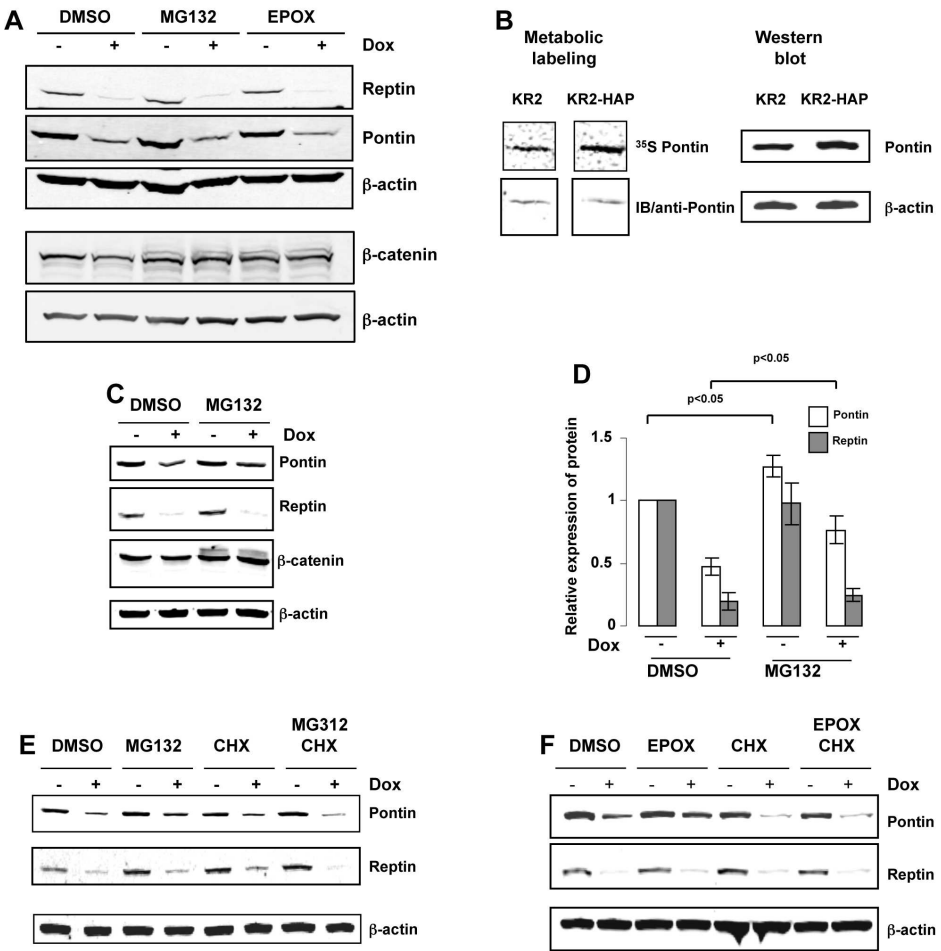 A
DMSO MG132 EPOX
- + - + - + Dox
Reptin
Pontin
β-actin
β-catenin
β-actin
B
Metabolic
labeling
Western
blot
KR2 KR2-HAP
KR2 KR2-HAP
35S Pontin
Pontin
IB/anti-Pontin
β-actin
C
DMSO MG132
- + - + Dox
Pontin
Reptin
β-catenin
β-actin
D
p<0.05
p<0.05
Pontin
Reptin
Relative expression of protein
1.5
1
0.5
0
Dox - + - +
DMSO MG132
E
DMSO MG132 CHX MG312
CHX
- + - + - + - + Dox
Pontin
Reptin
β-actin
F
DMSO EPOX CHX EPOX
CHX
- + - + - + - + Dox
Pontin
Reptin
β-actin